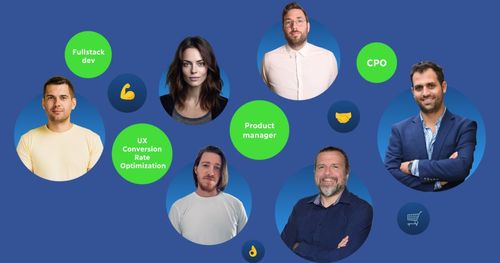 Fullstack
dev
CPO
Product
manager
UX
Conversion
Rate
Optimization